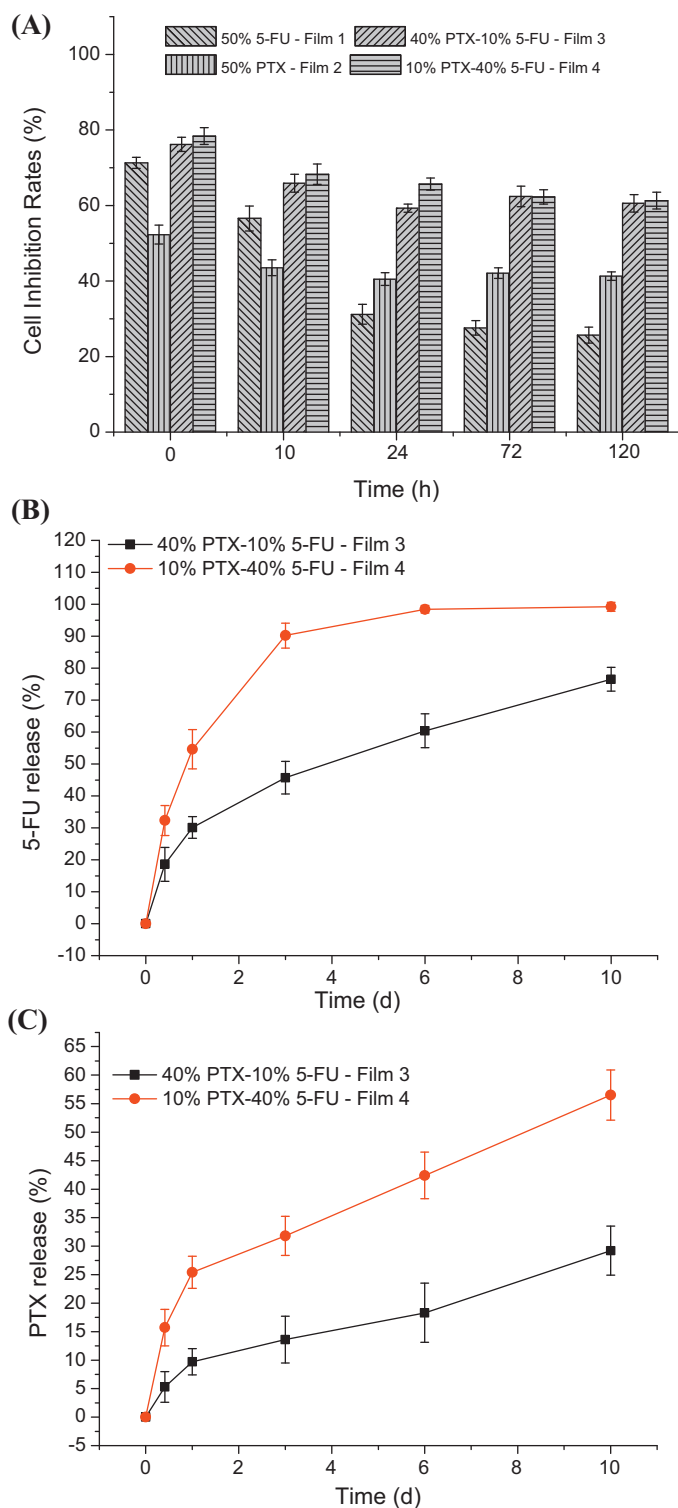 (A)
50% 5-FU - Film 1 40% PTX-10% 5-FU - Film 3
50% PTX - Film 2 10% PTX-40% 5-FU - Film 4
100
80
60
40
20
0
Cell Inhibition Rates (%)
0 10 24 72 120
Time (h)
(B)
40% PTX-10% 5-FU - Film 3
10% PTX-40% 5-FU - Film 4
120
110
100
90
80
70
60
50
40
30
20
10
0
-10
5-FU release (%)
0 2 4 6 8 10
Time (d)
(C)
40% PTX-10% 5-FU - Film 3
10% PTX-40% 5-FU - Film 4
65
60
55
50
45
40
35
30
25
20
15
10
5
0
-5
PTX release (%)
0 2 4 6 8 10
Time (d)